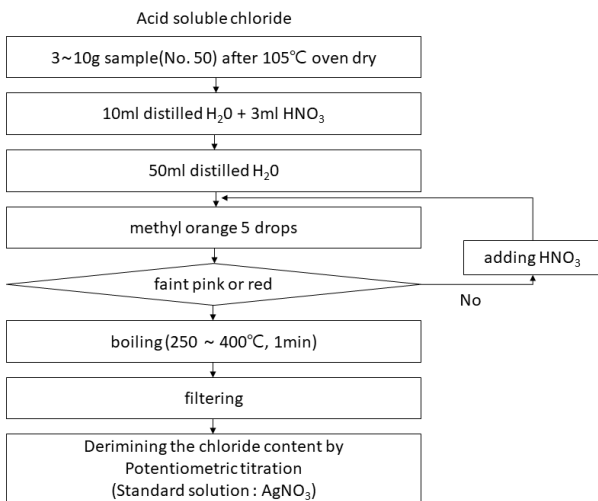 Acid soluble chloride
3~10g sample(No. 50) after 105℃ oven dry
10ml distilled H₂0 + 3ml HNO₃
50ml distilled H₂0
methyl orange 5 drops
adding HNO₃
faint pink or red
No
boiling (250 ~ 400℃, 1min)
filtering
Derimining the chloride content by
Potentiometric titration
(Standard solution : AgNO₃)